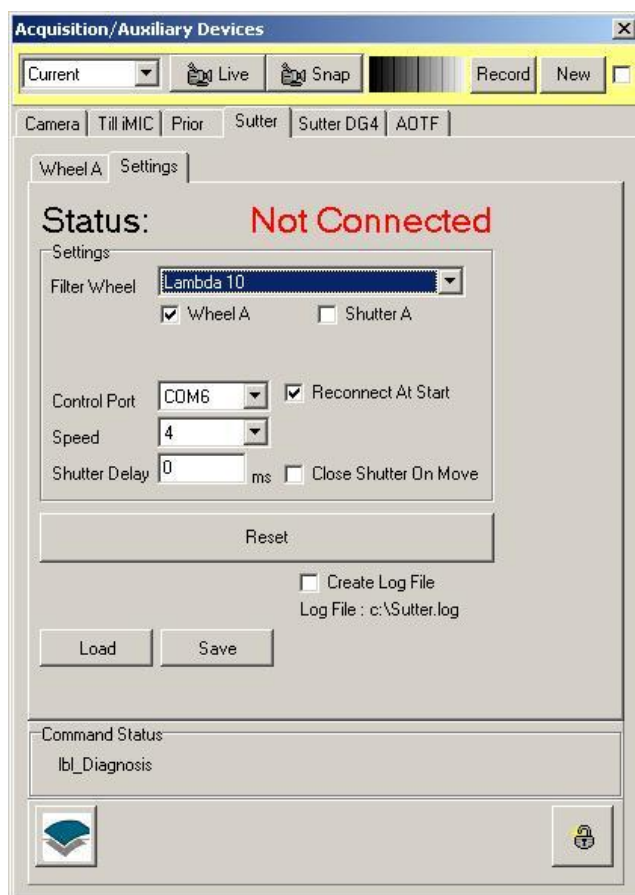 Acquisition/Auxiliary Devices
Current Live Snap Record New
Camera Till iMIC Prior Sutter Sutter DG4 AOTF
Wheel A Settings
Status: Not Connected
Settings
Filter Wheel Lambda 10
Wheel A Shutter A
Control Port COM6 Reconnect At Start
Speed 4
Shutter Delay 0 ms Close Shutter On Move
Reset
Create Log File
Log File : c:\Sutter.log
Load Save
Command Status
lbl_Diagnosis